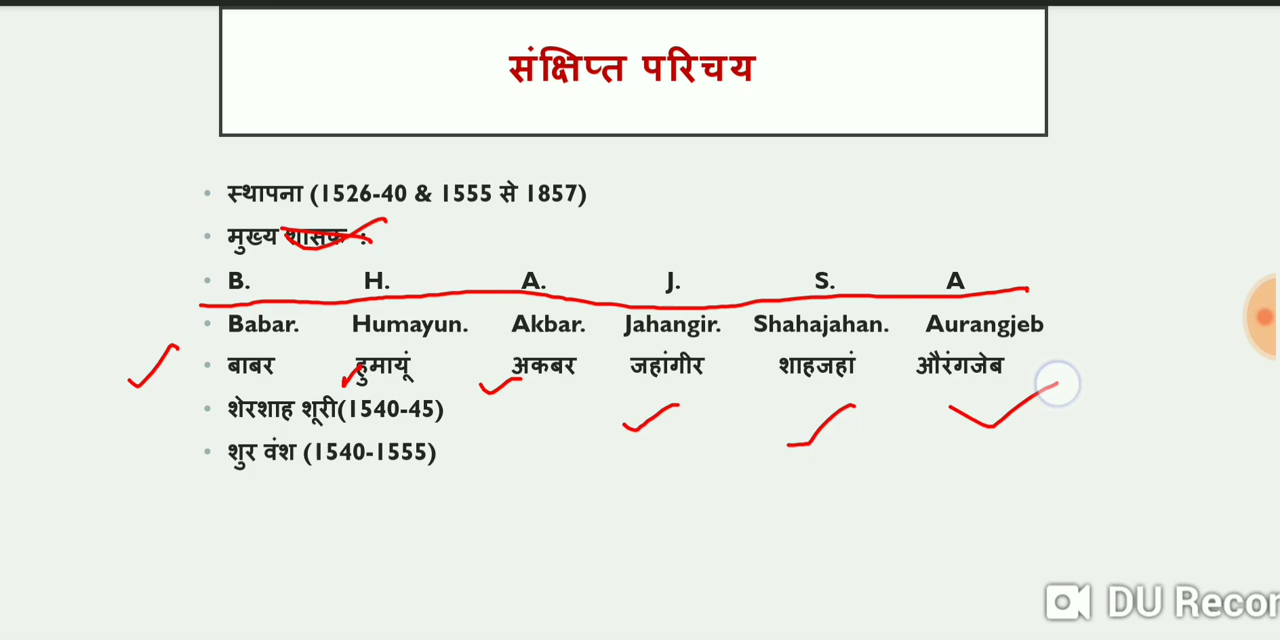 संक्षिप्त परिचय
स्थापना (1526-40 & 1555 से 1857)
मुख्य शासक :
B. H. A. J. S. A
Babar. Humayun. Akbar. Jahangir. Shahajahan. Aurangjeb
बाबर हुमायूं अकबर जहांगीर शाहजहां औरंगजेब
शेरशाह शूरी(1540-45)
शुर वंश (1540-1555)
DU Recor